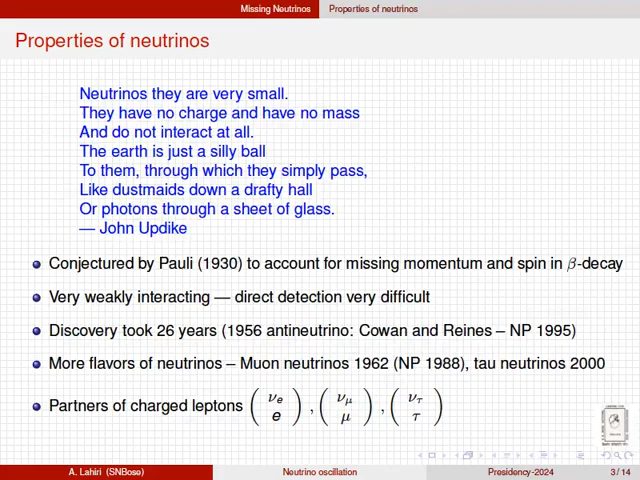 Missing Neutrinos Properties of neutrinos
Properties of neutrinos
Neutrinos they are very small.
They have no charge and have no mass
And do not interact at all.
The earth is just a silly ball
To them, through which they simply pass,
Like dustmaids down a drafty hall
Or photons through a sheet of glass.
— John Updike
Conjectured by Pauli (1930) to account for missing momentum and spin in β-decay
Very weakly interacting — direct detection very difficult
Discovery took 26 years (1956 antineutrino: Cowan and Reines – NP 1995)
More flavors of neutrinos – Muon neutrinos 1962 (NP 1988), tau neutrinos 2000
Partners of charged leptons (νe e), (νμ μ), (ντ τ)
A. Lahiri (SNBose) Neutrino oscillation Presidency-2024 3 / 14